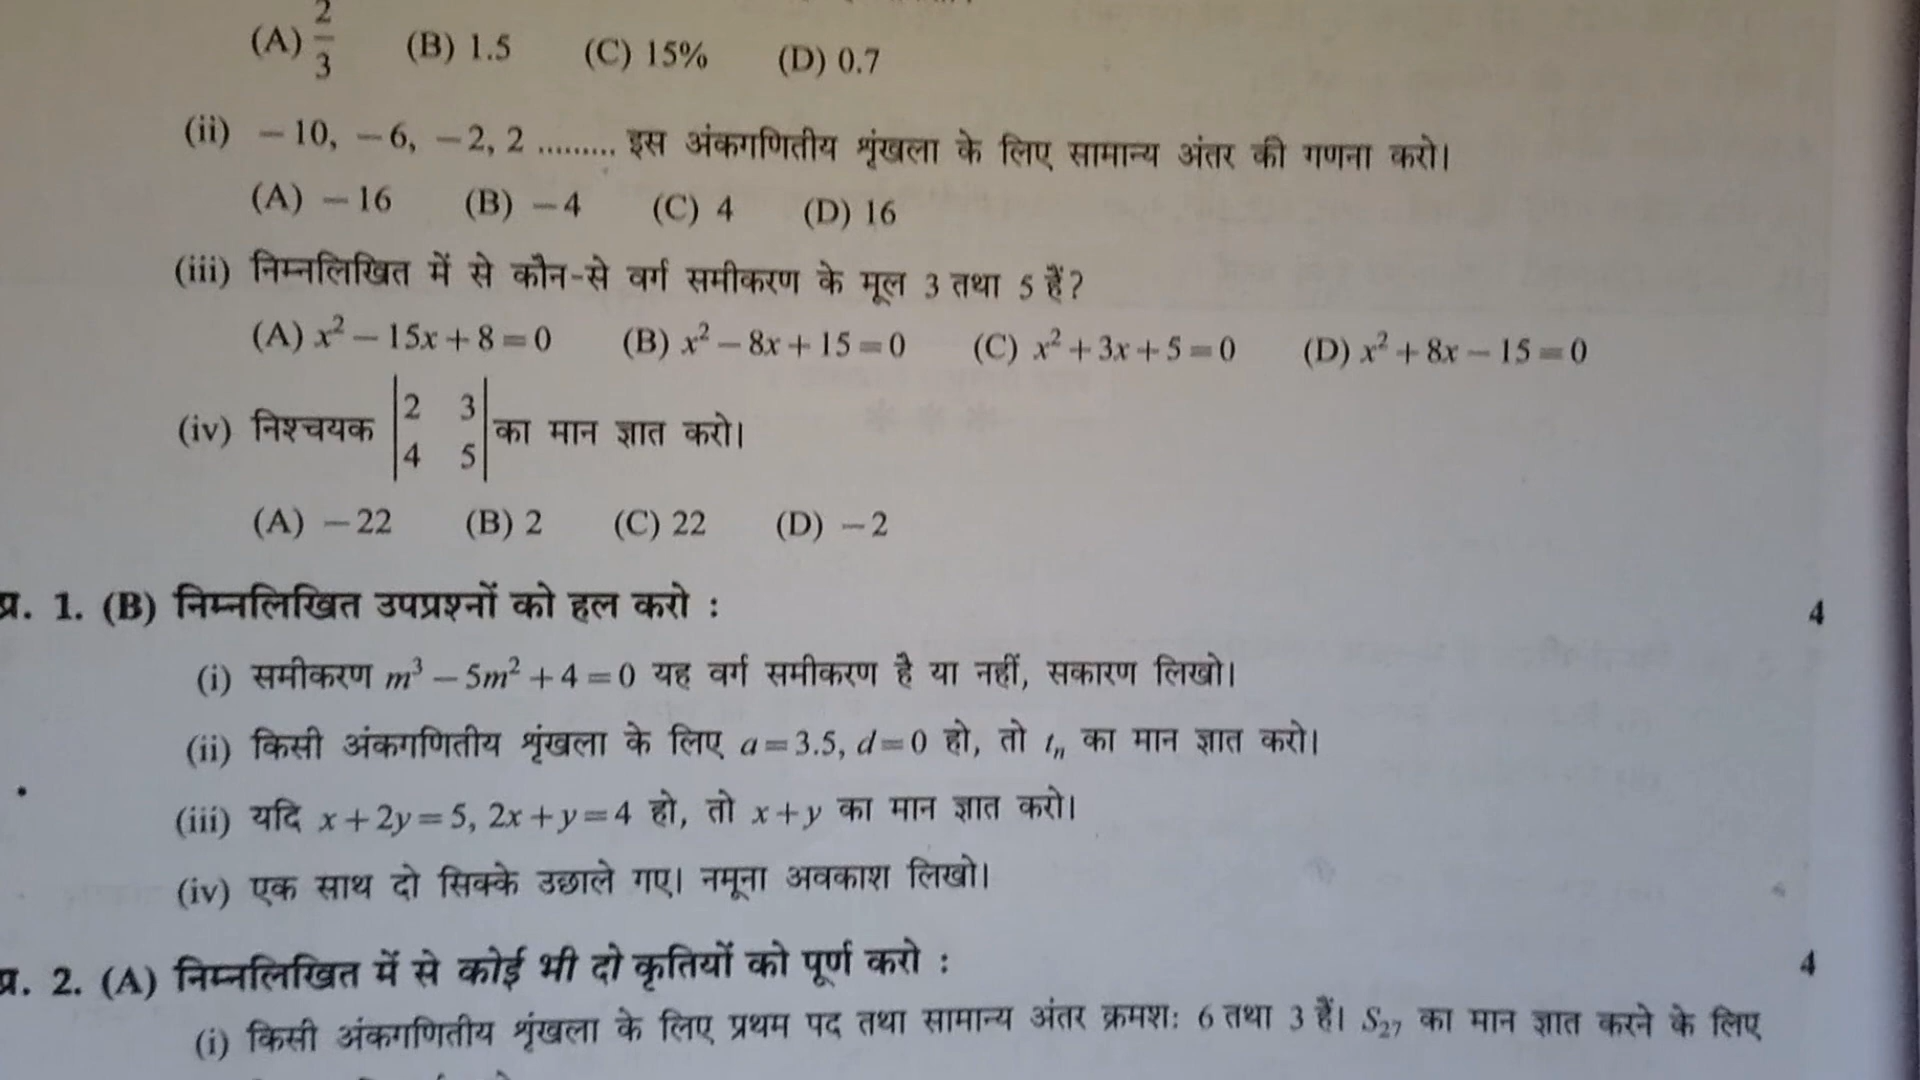 (A) 2/3 (B) 1.5 (C) 15% (D) 0.7
(ii) – 10, – 6, – 2, 2 ......... इस अंकगणितीय शृंखला के लिए सामान्य अंतर की गणना करो।
(A) – 16 (B) – 4 (C) 4 (D) 16
(iii) निम्नलिखित में से कौन-से वर्ग समीकरण के मूल 3 तथा 5 हैं?
(A) x² – 15x + 8 = 0 (B) x² – 8x + 15 = 0 (C) x² + 3x + 5 = 0 (D) x² + 8x – 15 = 0
(iv) निश्चयक |2 3
4 5| का मान ज्ञात करो।
(A) – 22 (B) 2 (C) 22 (D) – 2
प्र. 1. (B) निम्नलिखित उपप्रश्नों को हल करो : 4
(i) समीकरण m³ – 5m² + 4 = 0 यह वर्ग समीकरण है या नहीं, सकारण लिखो।
(ii) किसी अंकगणितीय शृंखला के लिए a = 3.5, d = 0 हो, तो tₙ का मान ज्ञात करो।
(iii) यदि x + 2y = 5, 2x + y = 4 हो, तो x + y का मान ज्ञात करो।
(iv) एक साथ दो सिक्के उछाले गए। नमूना अवकाश लिखो।
प्र. 2. (A) निम्नलिखित में से कोई भी दो कृतियों को पूर्ण करो : 4
(i) किसी अंकगणितीय शृंखला के लिए प्रथम पद तथा सामान्य अंतर क्रमशः 6 तथा 3 हैं। S₂₇ का मान ज्ञात करने के लिए